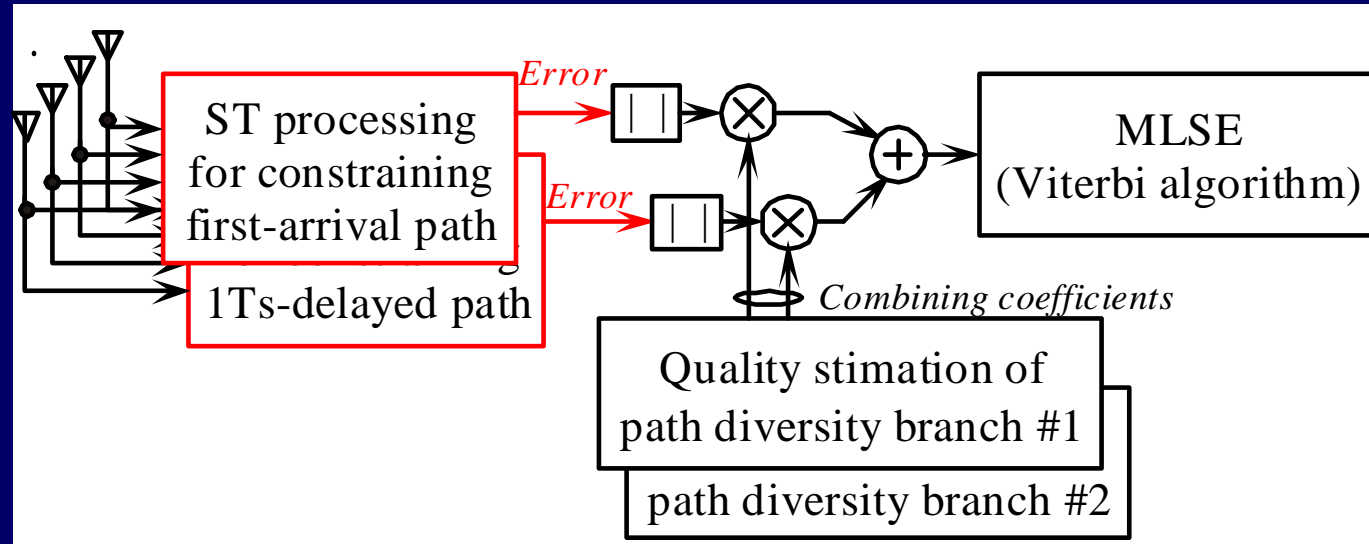 ST processing
for constraining
first-arrival path
1Ts-delayed path
Error
Error
| |
| |
MLSE
(Viterbi algorithm)
Combining coefficients
Quality stimation of
path diversity branch #1
path diversity branch #2